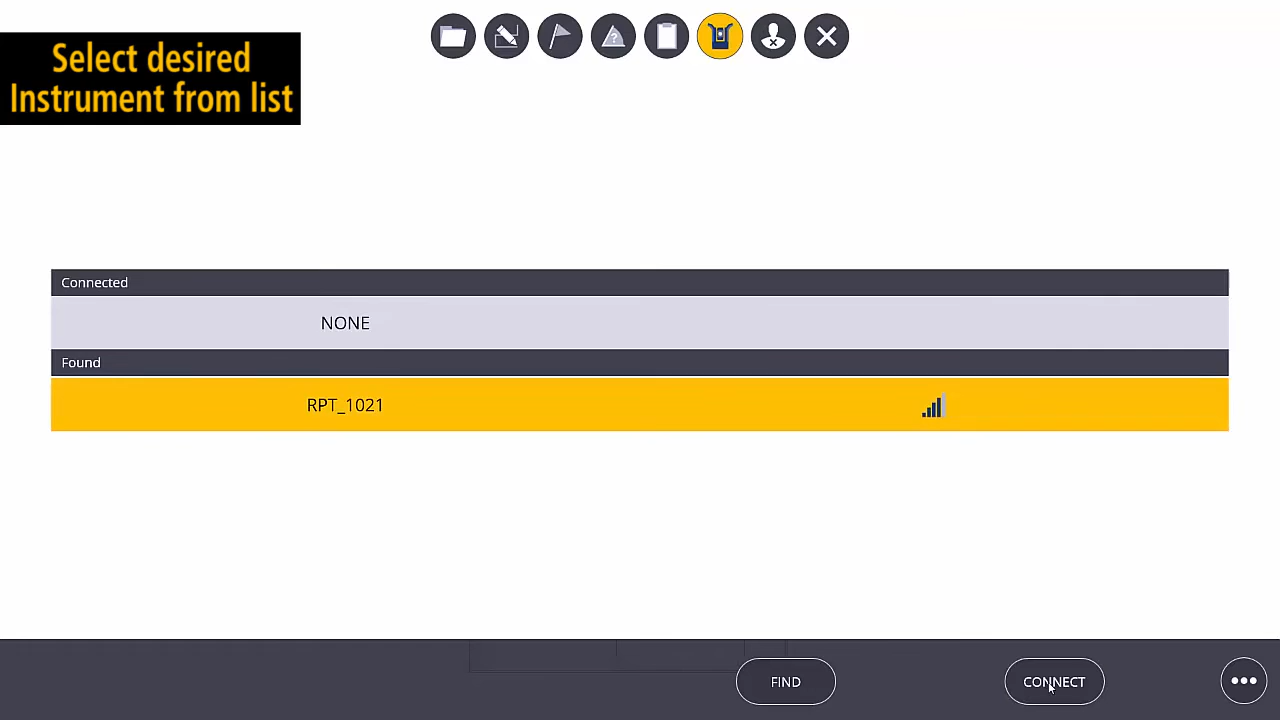 Select desired
Instrument from list
Connected
NONE
Found
RPT_1021
FIND
CONNECT